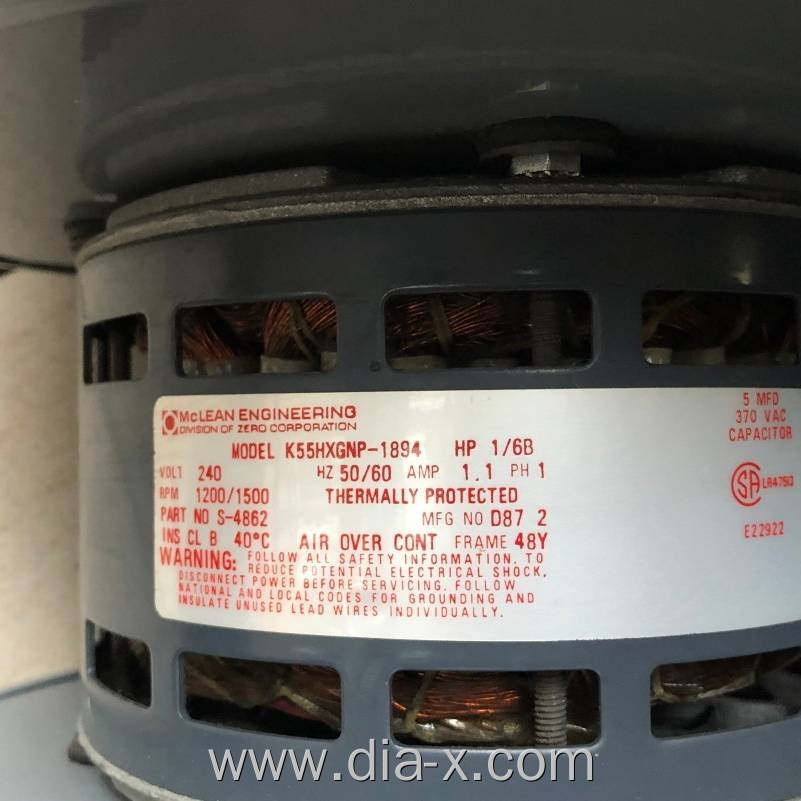 McLEAN ENGINEERING
DIVISION OF ZERO CORPORATION
MODEL K55HXGNP-1894 HP 1/6B
VOLT 240 HZ 50/60 AMP 1.1 PH 1
RPM 1200/1500 THERMALLY PROTECTED
PART NO S-4862 MFG NO D87 2
INS CL B 40°C AIR OVER CONT FRAME 48Y
WARNING: FOLLOW ALL SAFETY INFORMATION. TO
REDUCE POTENTIAL ELECTRICAL SHOCK,
DISCONNECT POWER BEFORE SERVICING. FOLLOW
NATIONAL AND LOCAL CODES FOR GROUNDING AND
INSULATE UNUSED LEAD WIRES INDIVIDUALLY.
5 MFD
370 VAC
CAPACITOR
SA LR47513
E22922
www.dia-x.com